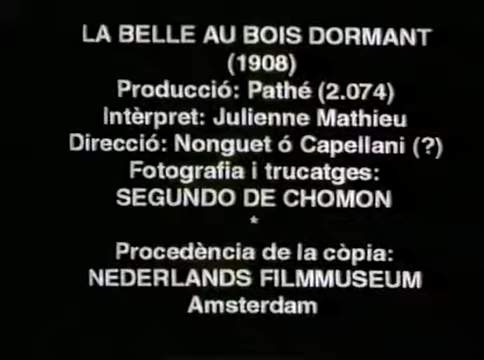 LA BELLE AU BOIS DORMANT
(1908)
Producció: Pathé (2.074)
Intèrpret: Julienne Mathieu
Direcció: Nonguet ó Capellani (?)
Fotografia i trucatges:
SEGUNDO DE CHOMON
*
Procedència de la còpia:
NEDERLANDS FILMMUSEUM
Amsterdam